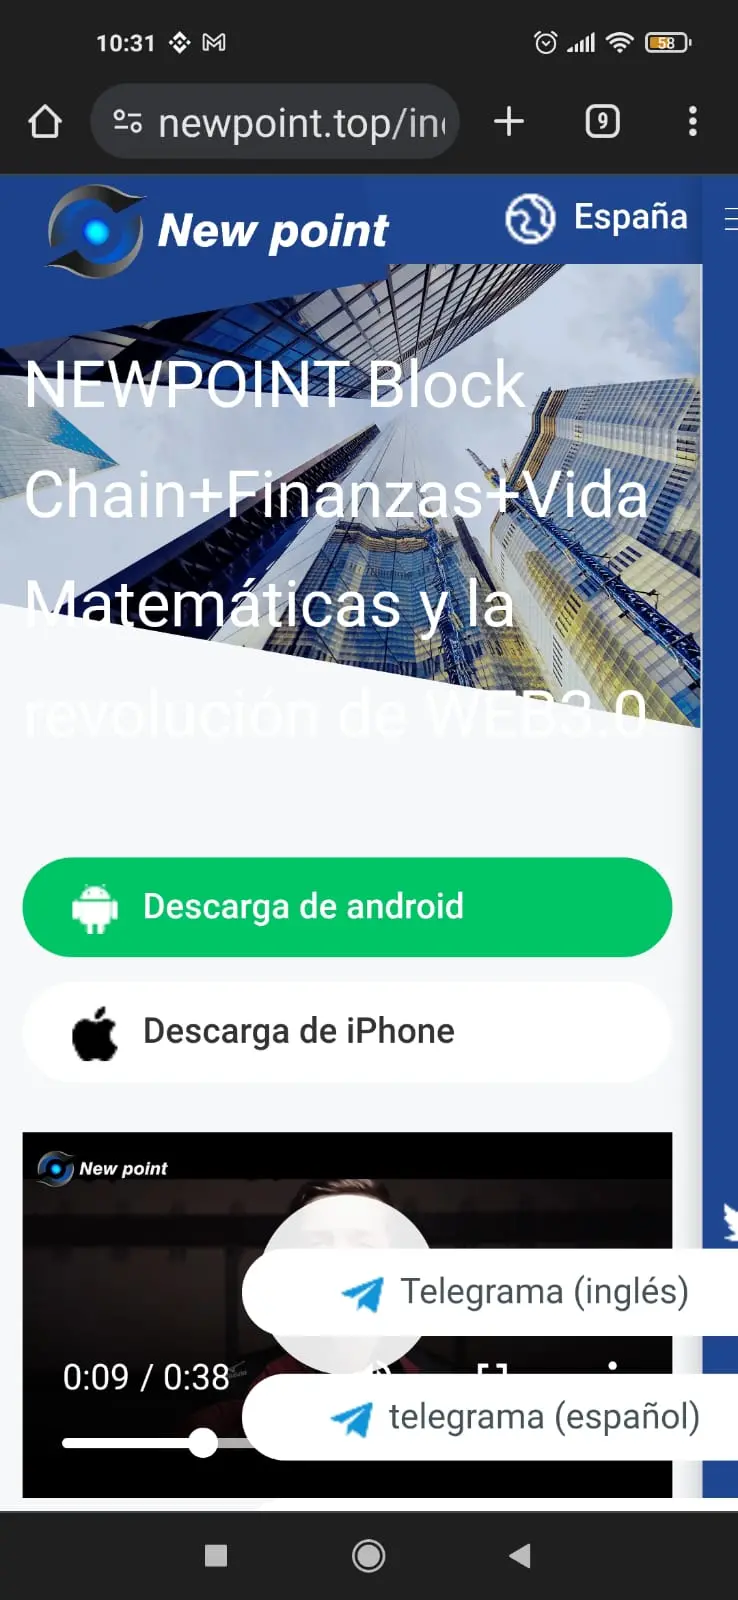 10:31
58
newpoint.top/in
9
New point
España
NEWPOINT Block
Chain+Finanzas+Vida
Matemáticas y la
revolución de WEB3.0
Descarga de android
Descarga de iPhone
New point
Telegrama (inglés)
0:09 / 0:38
telegrama (español)